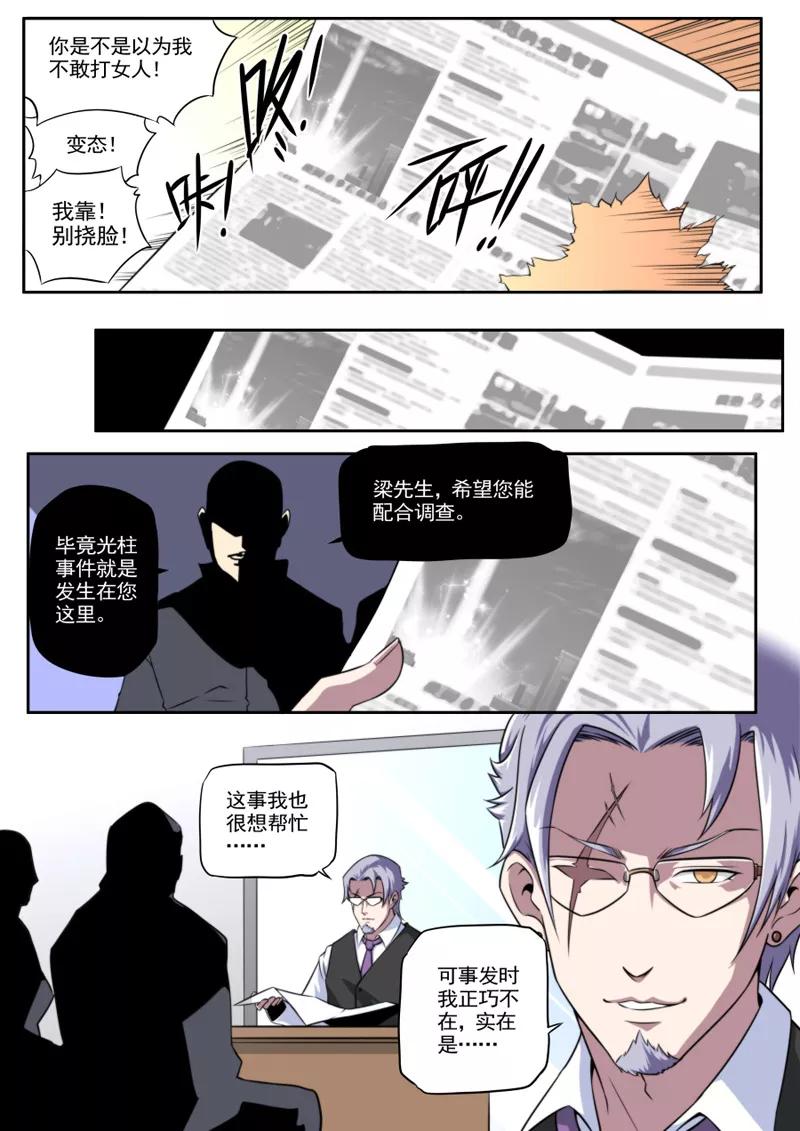 你是不是以为我
不敢打女人！
变态！
我靠！
别挠脸！
咚！
咔！
砰！！
梁先生，希望您能
配合调查。
毕竟光柱
事件就是
发生在您
这里。
这事我也
很想帮忙
……
可事发时
我正巧不
在，实在
是……